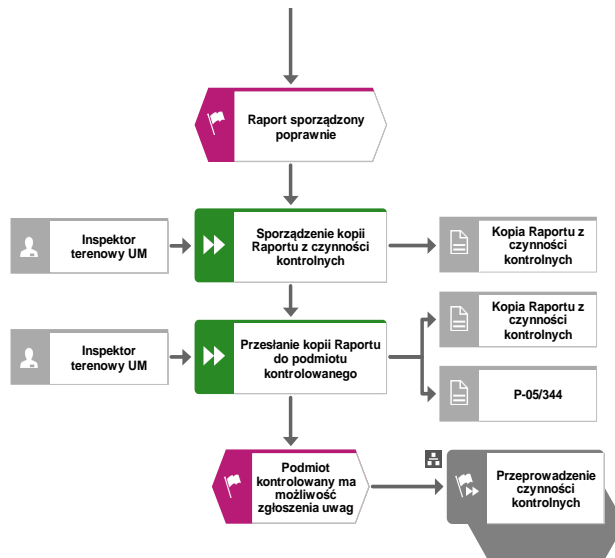 Raport sporządzony
poprawnie
Inspektor
terenowy UM
Sporządzenie kopii
Raportu z czynności
kontrolnych
Kopia Raportu z
czynności
kontrolnych
Inspektor
terenowy UM
Przesłanie kopii Raportu
do podmiotu
kontrolowanego
Kopia Raportu z
czynności
kontrolnych
P-05/344
Podmiot
kontrolowany ma
możliwość
zgłoszenia uwag
Przeprowadzenie
czynności
kontrolnych